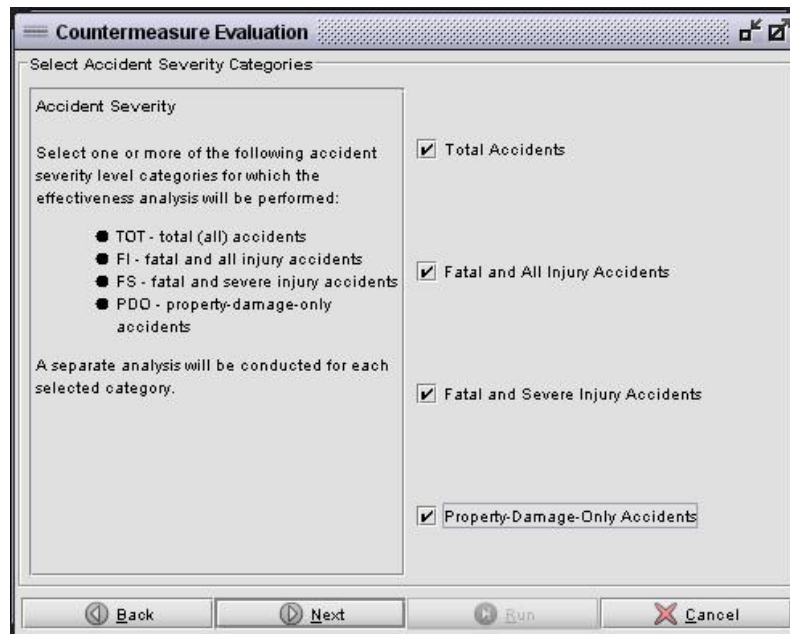 Countermeasure Evaluation
Select Accident Severity Categories
Accident Severity
Select one or more of the following accident
severity level categories for which the
effectiveness analysis will be performed:
TOT - total (all) accidents
FI - fatal and all injury accidents
FS - fatal and severe injury accidents
PDO - property-damage-only
accidents
A separate analysis will be conducted for each
selected category.
Total Accidents
Fatal and All Injury Accidents
Fatal and Severe Injury Accidents
Property-Damage-Only Accidents
Back
Next
Run
Cancel